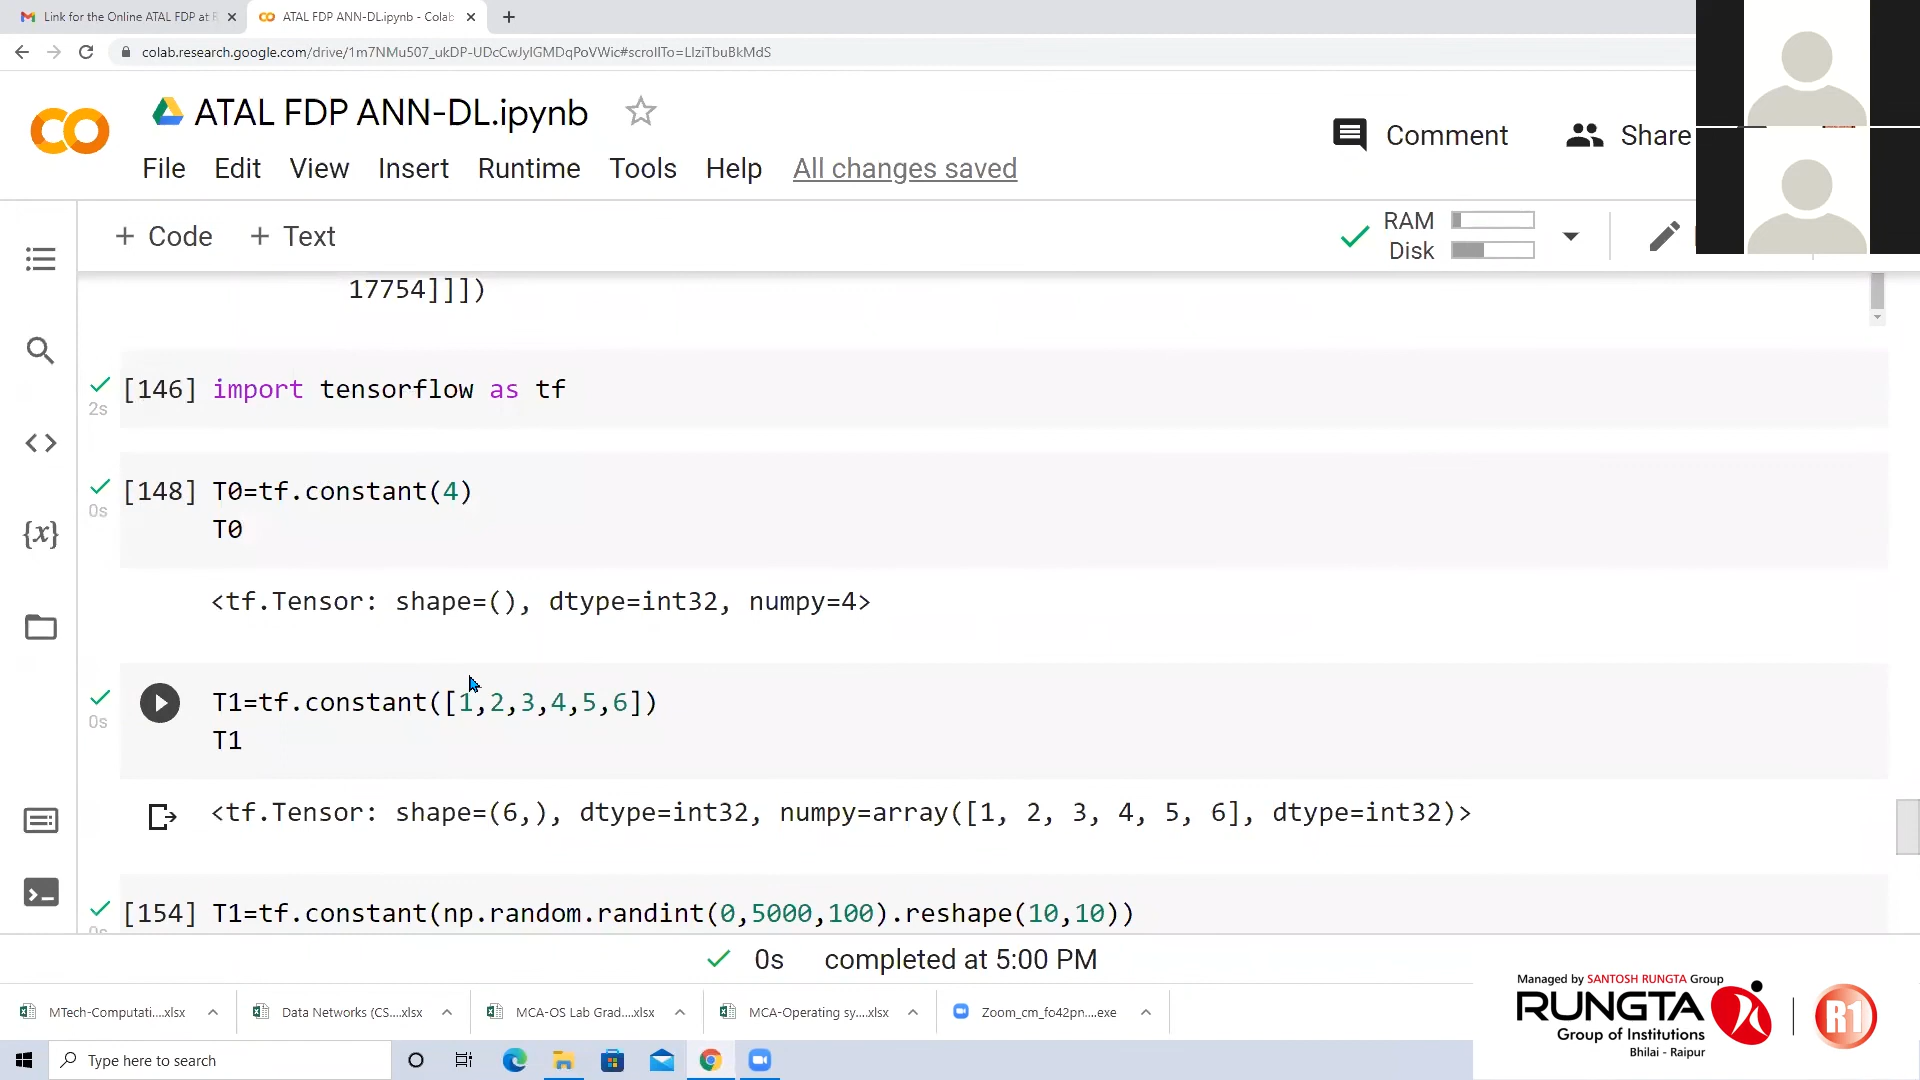 Link for the Online ATAL FDP at R
ATAL FDP ANN-DL.ipynb - Colab
colab.research.google.com/drive/1m7NMu507_ukDP-UDcCwJyIGMDqPoVWic#scrollTo=LIziTbuBkMdS
ATAL FDP ANN-DL.ipynb
Comment
Share
File Edit View Insert Runtime Tools Help All changes saved
+ Code + Text
RAM
Disk
17754]]])
[146] import tensorflow as tf
2s
[148] T0=tf.constant(4)
0s
T0
<tf.Tensor: shape=(), dtype=int32, numpy=4>
T1=tf.constant([1,2,3,4,5,6])
0s
T1
<tf.Tensor: shape=(6,), dtype=int32, numpy=array([1, 2, 3, 4, 5, 6], dtype=int32)>
[154] T1=tf.constant(np.random.randint(0,5000,100).reshape(10,10))
0s
0s completed at 5:00 PM
MTech-Computati....xlsx
Data Networks (CS....xlsx
MCA-OS Lab Grad....xlsx
MCA-Operating sy....xlsx
Zoom_cm_fo42pn....exe
Managed by SANTOSH RUNGTA Group
RUNGTA
Group of Institutions
Bhilai - Raipur
R1
Type here to search